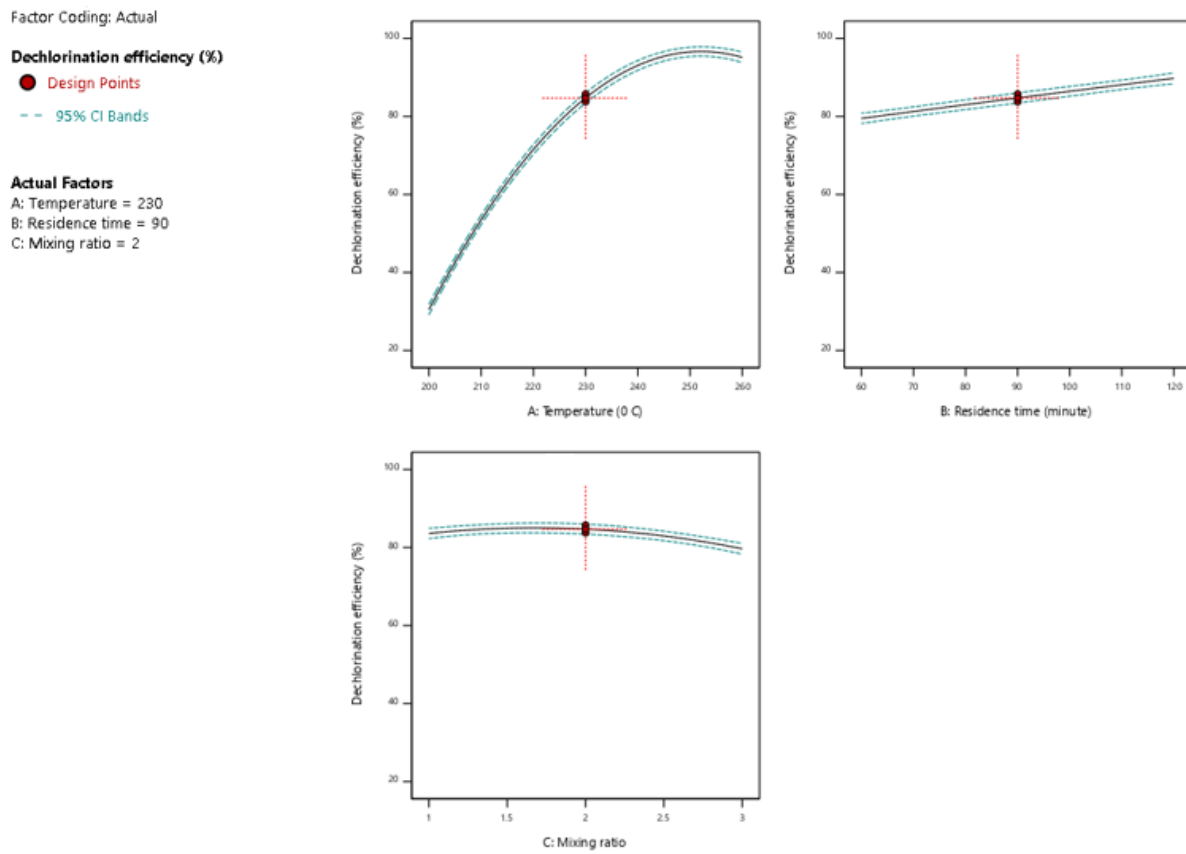 Factor Coding: Actual
Dechlorination efficiency (%)
Design Points
95% CI Bands
Actual Factors
A: Temperature = 230
B: Residence time = 90
C: Mixing ratio = 2
Dechlorination efficiency (%)
100
80
60
40
20
200 210 220 230 240 250 260
A: Temperature (0 C)
Dechlorination efficiency (%)
100
80
60
40
20
60 70 80 90 100 110 120
B: Residence time (minute)
Dechlorination efficiency (%)
100
80
60
40
20
1 1.5 2 2.5 3
C: Mixing ratio